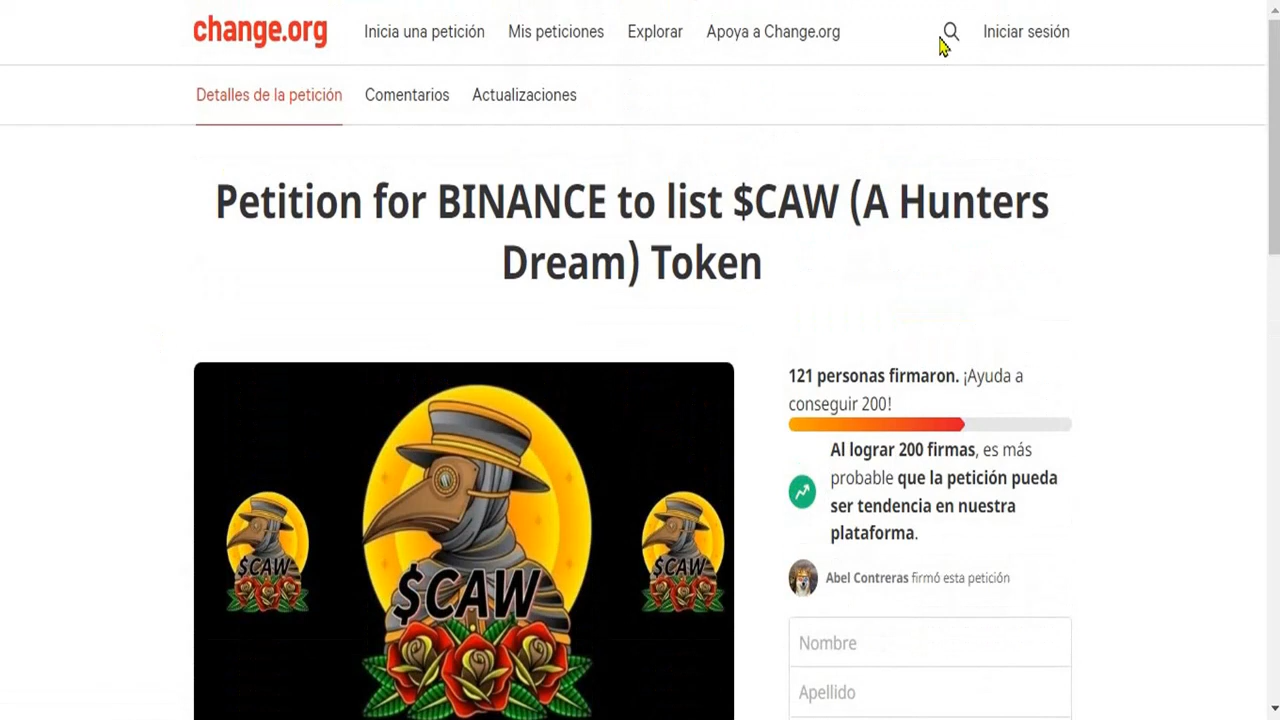 change.org
Inicia una petición Mis peticiones Explorar Apoya a Change.org Iniciar sesión
Detalles de la petición Comentarios Actualizaciones
Petition for BINANCE to list $CAW (A Hunters
Dream) Token
121 personas firmaron. ¡Ayuda a
conseguir 200!
Al lograr 200 firmas, es más
probable que la petición pueda
ser tendencia en nuestra
plataforma.
Abel Contreras firmó esta petición
Nombre
Apellido
$CAW
$CAW
$CAW